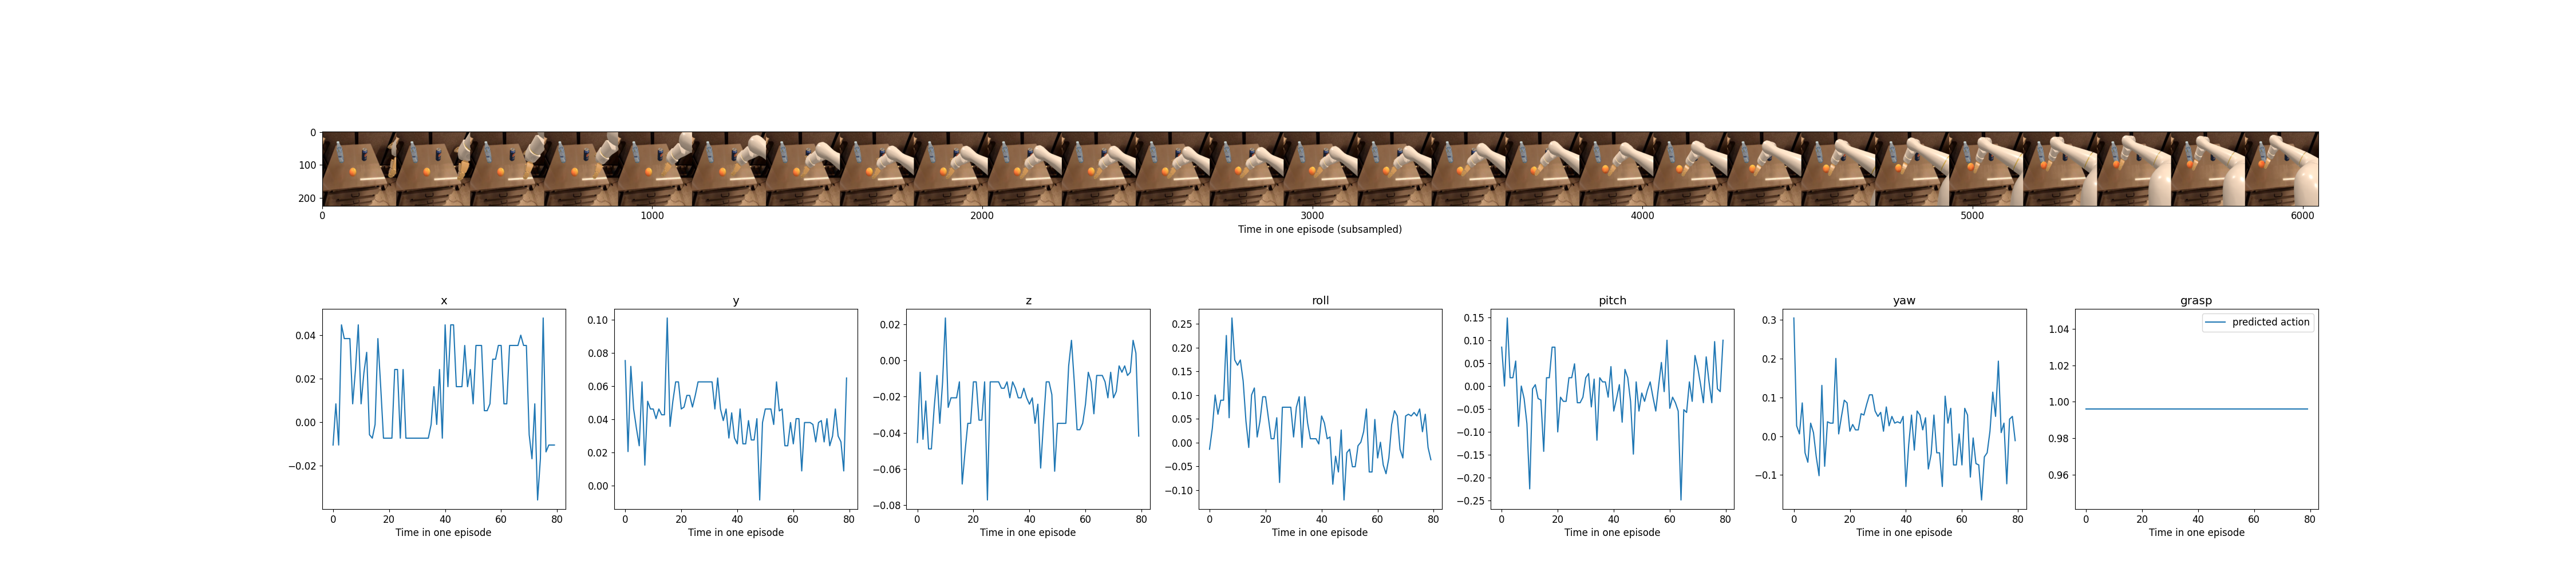 0
100
200
0 1000 2000 3000 4000 5000 6000
Time in one episode (subsampled)
x
0.04
0.02
0.00
−0.02
0 20 40 60 80
Time in one episode
y
0.10
0.08
0.06
0.04
0.02
0.00
0 20 40 60 80
Time in one episode
z
0.02
0.00
−0.02
−0.04
−0.06
−0.08
0 20 40 60 80
Time in one episode
roll
0.25
0.20
0.15
0.10
0.05
0.00
−0.05
−0.10
0 20 40 60 80
Time in one episode
pitch
0.15
0.10
0.05
0.00
−0.05
−0.10
−0.15
−0.20
−0.25
0 20 40 60 80
Time in one episode
yaw
0.3
0.2
0.1
0.0
−0.1
0 20 40 60 80
Time in one episode
grasp
predicted action
1.04
1.02
1.00
0.98
0.96
0 20 40 60 80
Time in one episode